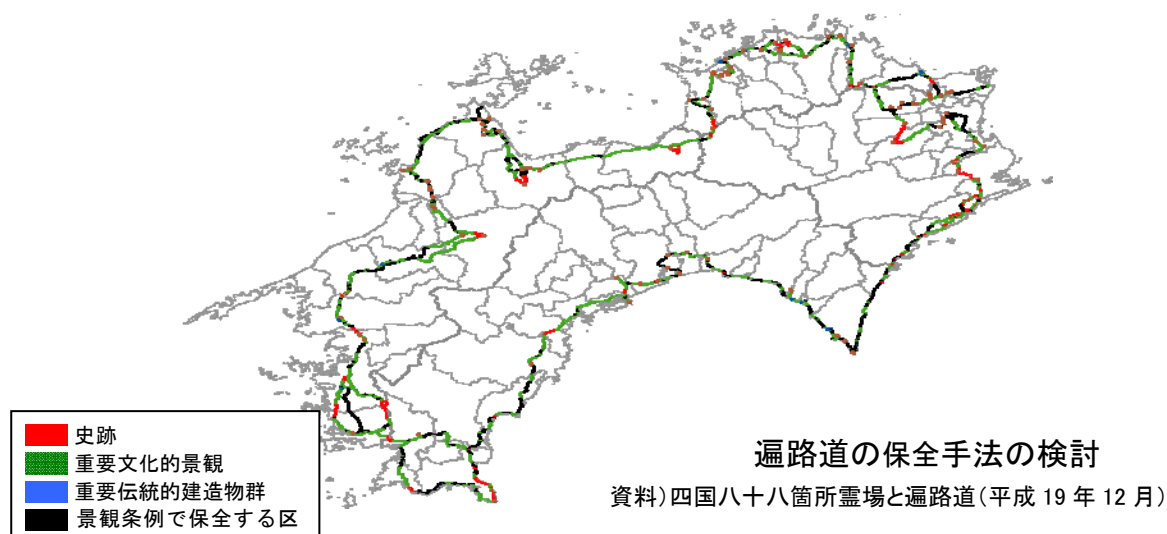 史跡
重要文化的景観
重要伝統的建造物群
景観条例で保全する区
遍路道の保全手法の検討
資料)四国八十八箇所霊場と遍路道(平成 19 年 12 月)